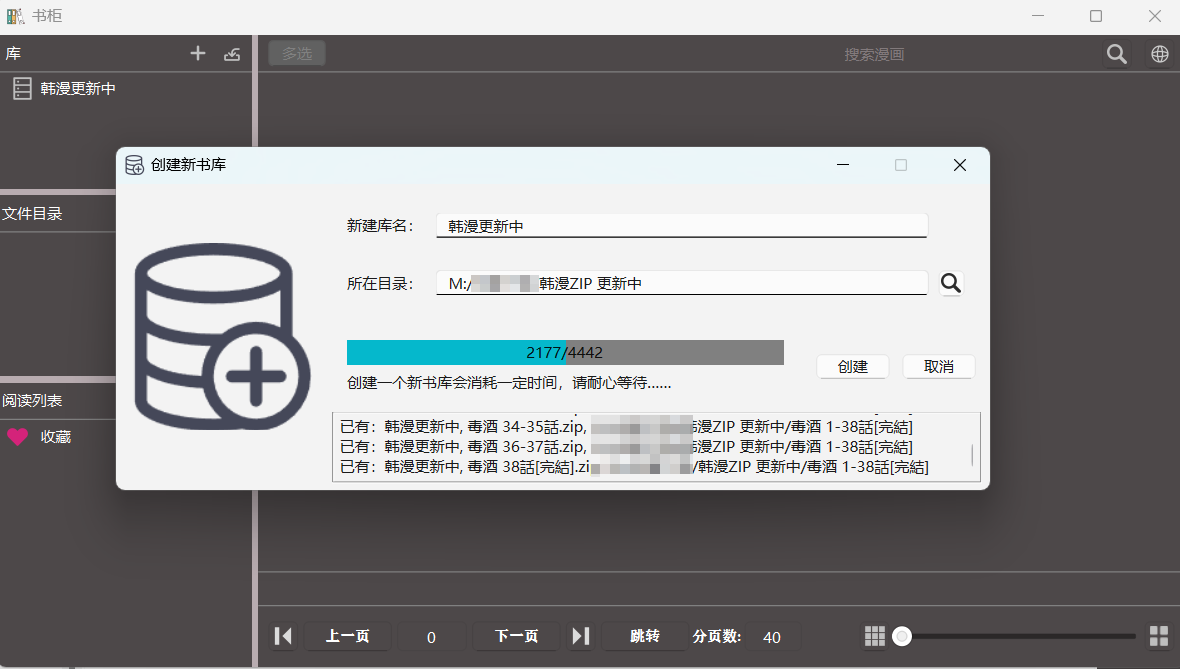 书柜
库
多选
搜索漫画
韩漫更新中
创建新书库
新建库名：
韩漫更新中
文件目录
所在目录：
M:/
韩漫ZIP 更新中
2177/4442
创建
取消
创建一个新书库会消耗一定时间，请耐心等待......
阅读列表
收藏
已有：韩漫更新中, 毒酒 34-35話.zip, 韩漫ZIP 更新中/毒酒 1-38話[完結]
已有：韩漫更新中, 毒酒 36-37話.zip, 韩漫ZIP 更新中/毒酒 1-38話[完結]
已有：韩漫更新中, 毒酒 38話[完結].zi /韩漫ZIP 更新中/毒酒 1-38話[完結]
上一页
0
下一页
跳转
分页数:
40